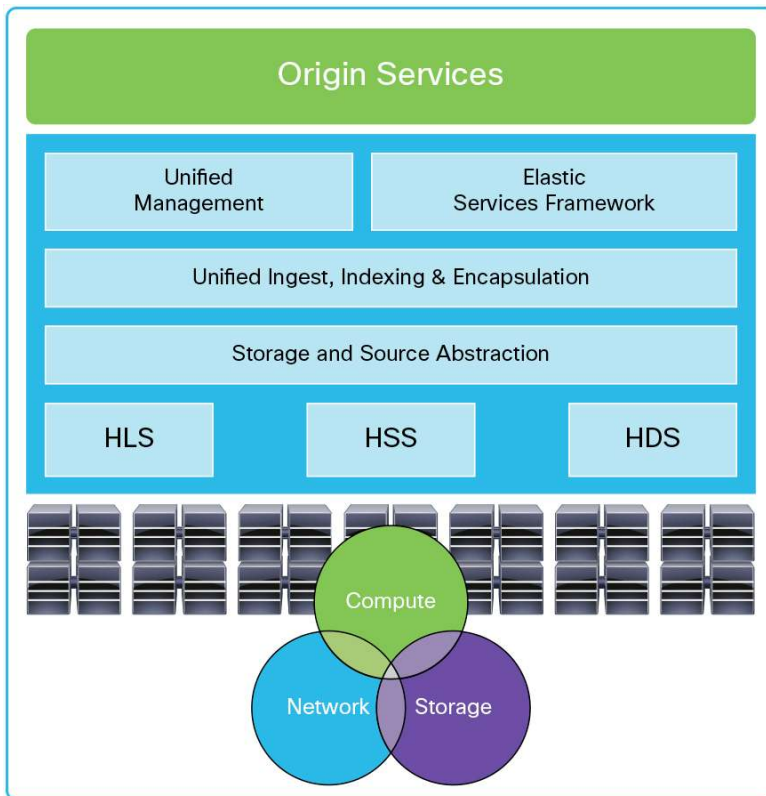 Origin Services
Unified
Management
Elastic
Services Framework
Unified Ingest, Indexing & Encapsulation
Storage and Source Abstraction
HLS
HSS
HDS
Compute
Network
Storage